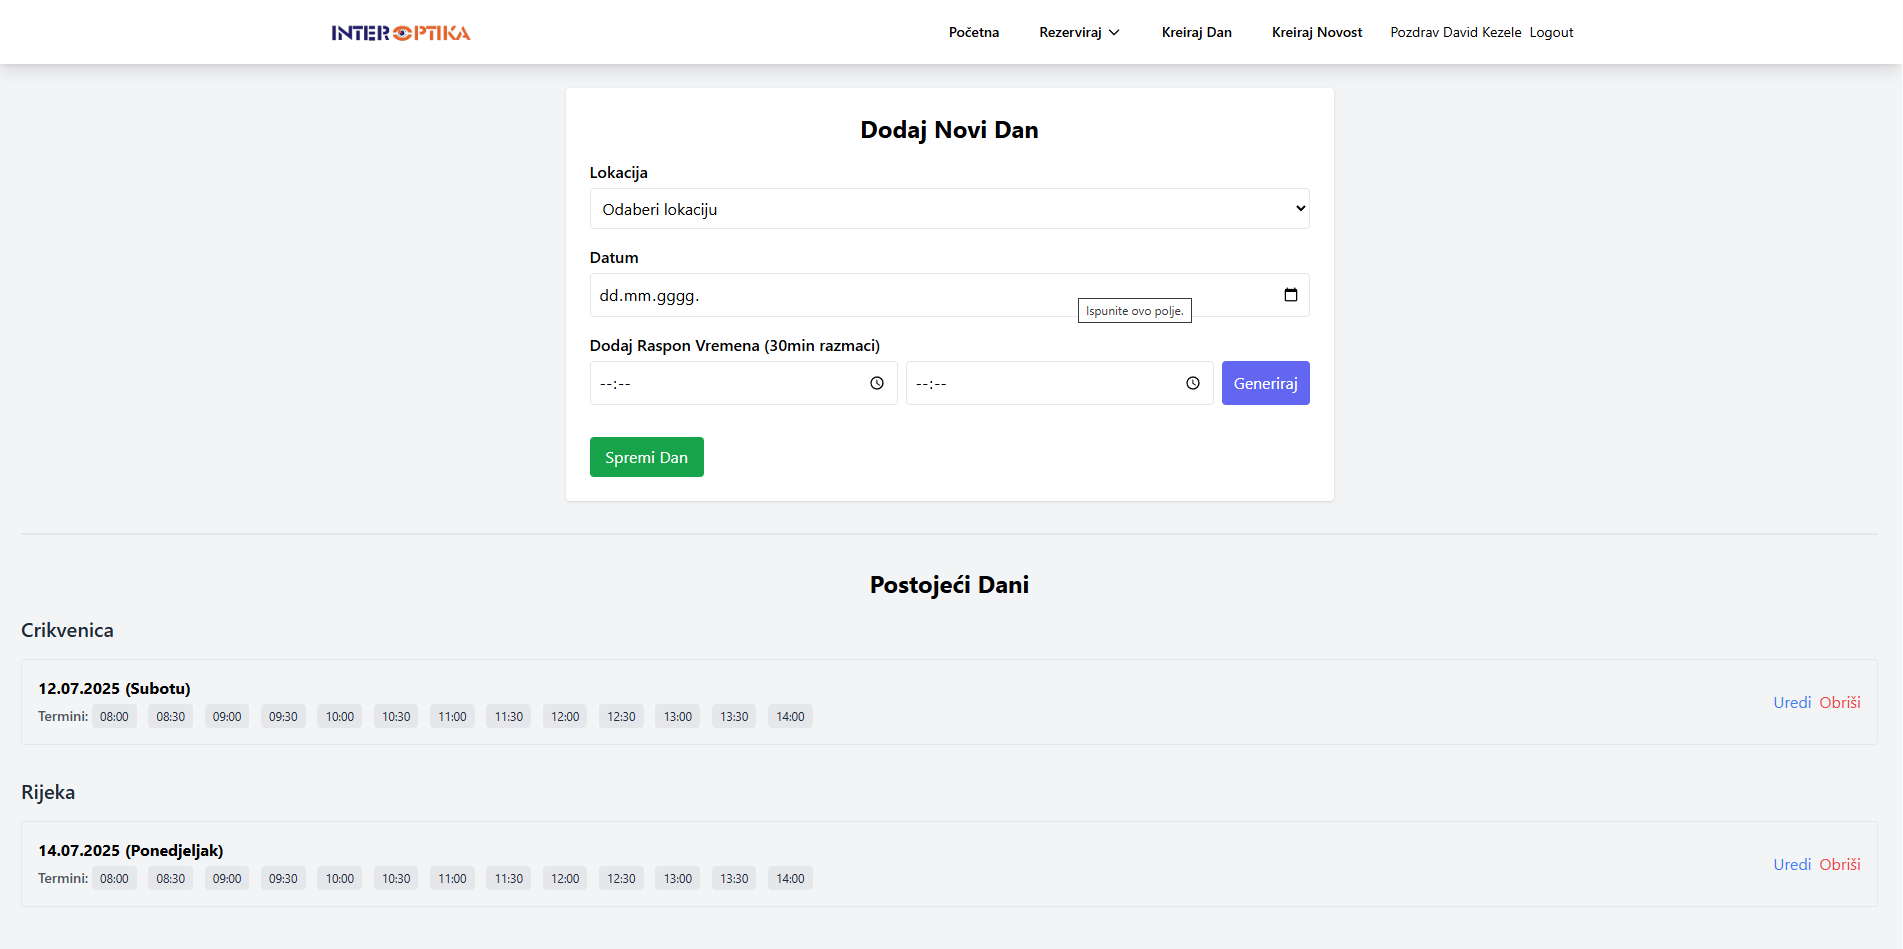 INTEROPTIKA
Početna Rezerviraj Kreiraj Dan Kreiraj Novost Pozdrav David Kezele Logout
Dodaj Novi Dan
Lokacija
Odaberi lokaciju
Datum
dd.mm.gggg.
Ispunite ovo polje.
Dodaj Raspon Vremena (30min razmaci)
--:-- --:-- Generiraj
Spremi Dan
Postojeći Dani
Crikvenica
12.07.2025 (Subotu)
Termini: 08:00 08:30 09:00 09:30 10:00 10:30 11:00 11:30 12:00 12:30 13:00 13:30 14:00
Uredi Obriši
Rijeka
14.07.2025 (Ponedjeljak)
Termini: 08:00 08:30 09:00 09:30 10:00 10:30 11:00 11:30 12:00 12:30 13:00 13:30 14:00
Uredi Obriši